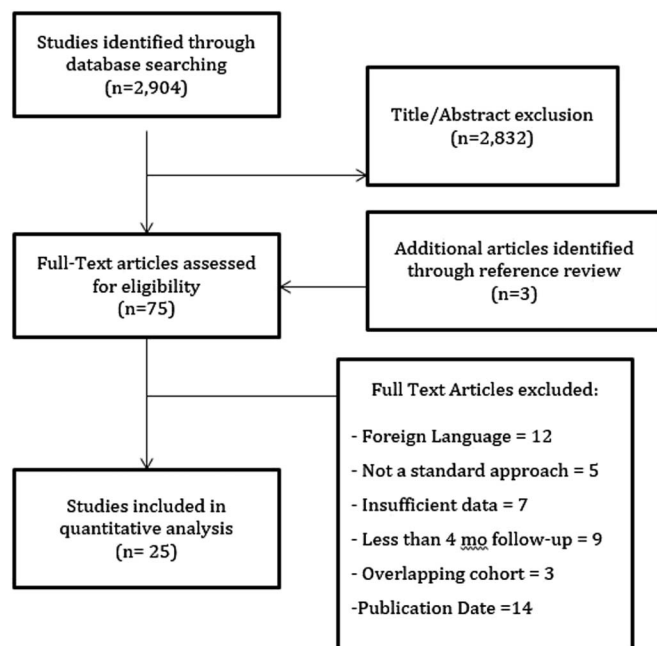 Studies identified through
database searching
(n=2,904)
Title/Abstract exclusion
(n=2,832)
Full-Text articles assessed
for eligibility
(n=75)
Additional articles identified
through reference review
(n=3)
Full Text Articles excluded:
- Foreign Language = 12
- Not a standard approach = 5
- Insufficient data = 7
- Less than 4 mo follow-up = 9
- Overlapping cohort = 3
-Publication Date =14
Studies included in
quantitative analysis
(n= 25)